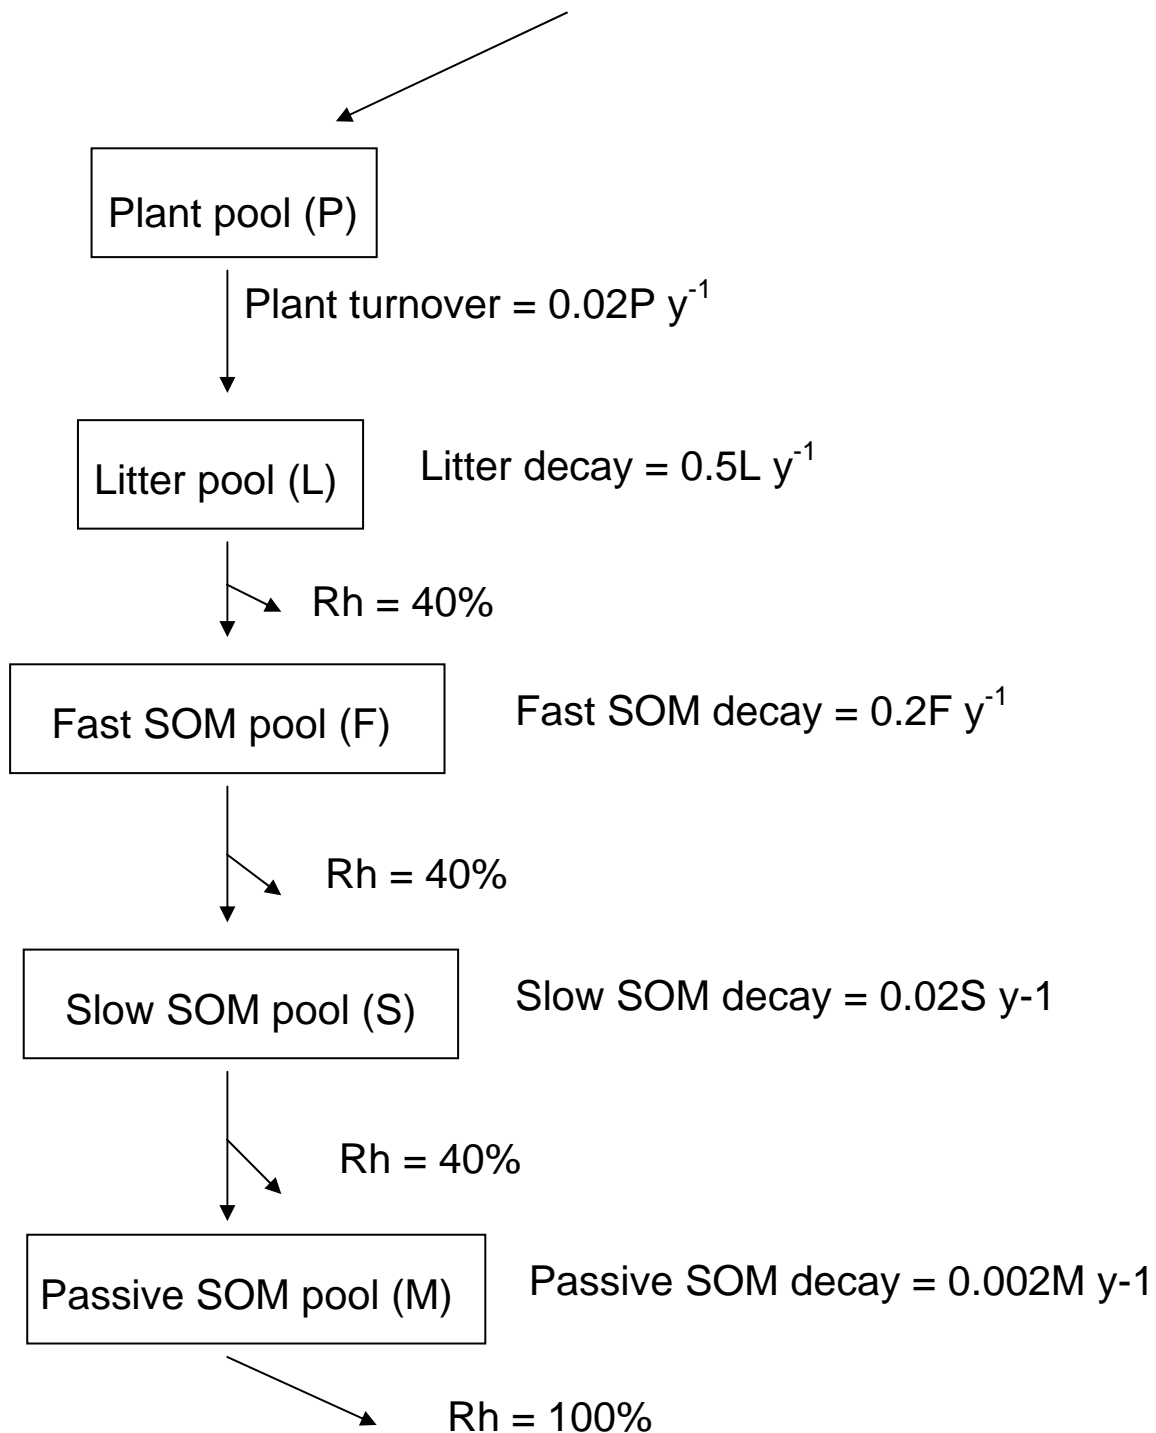 Plant pool (P)
Plant turnover = 0.02P y⁻¹
Litter pool (L)
Litter decay = 0.5L y⁻¹
Rh = 40%
Fast SOM pool (F)
Fast SOM decay = 0.2F y⁻¹
Rh = 40%
Slow SOM pool (S)
Slow SOM decay = 0.02S y-1
Rh = 40%
Passive SOM pool (M)
Passive SOM decay = 0.002M y-1
Rh = 100%